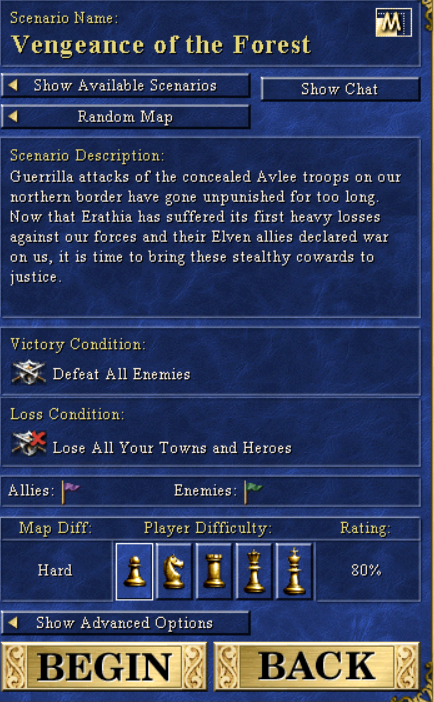 Scenario Name:
Vengeance of the Forest
M
Show Available Scenarios
Show Chat
Random Map
Scenario Description:
Guerrilla attacks of the concealed Avlee troops on our
northern border have gone unpunished for too long.
Now that Erathia has suffered its first heavy losses
against our forces and their Elven allies declared war
on us, it is time to bring these stealthy cowards to
justice.
Victory Condition:
Defeat All Enemies
Loss Condition:
Lose All Your Towns and Heroes
Allies: Enemies:
Map Diff: Player Difficulty: Rating:
Hard 80%
Show Advanced Options
BEGIN BACK